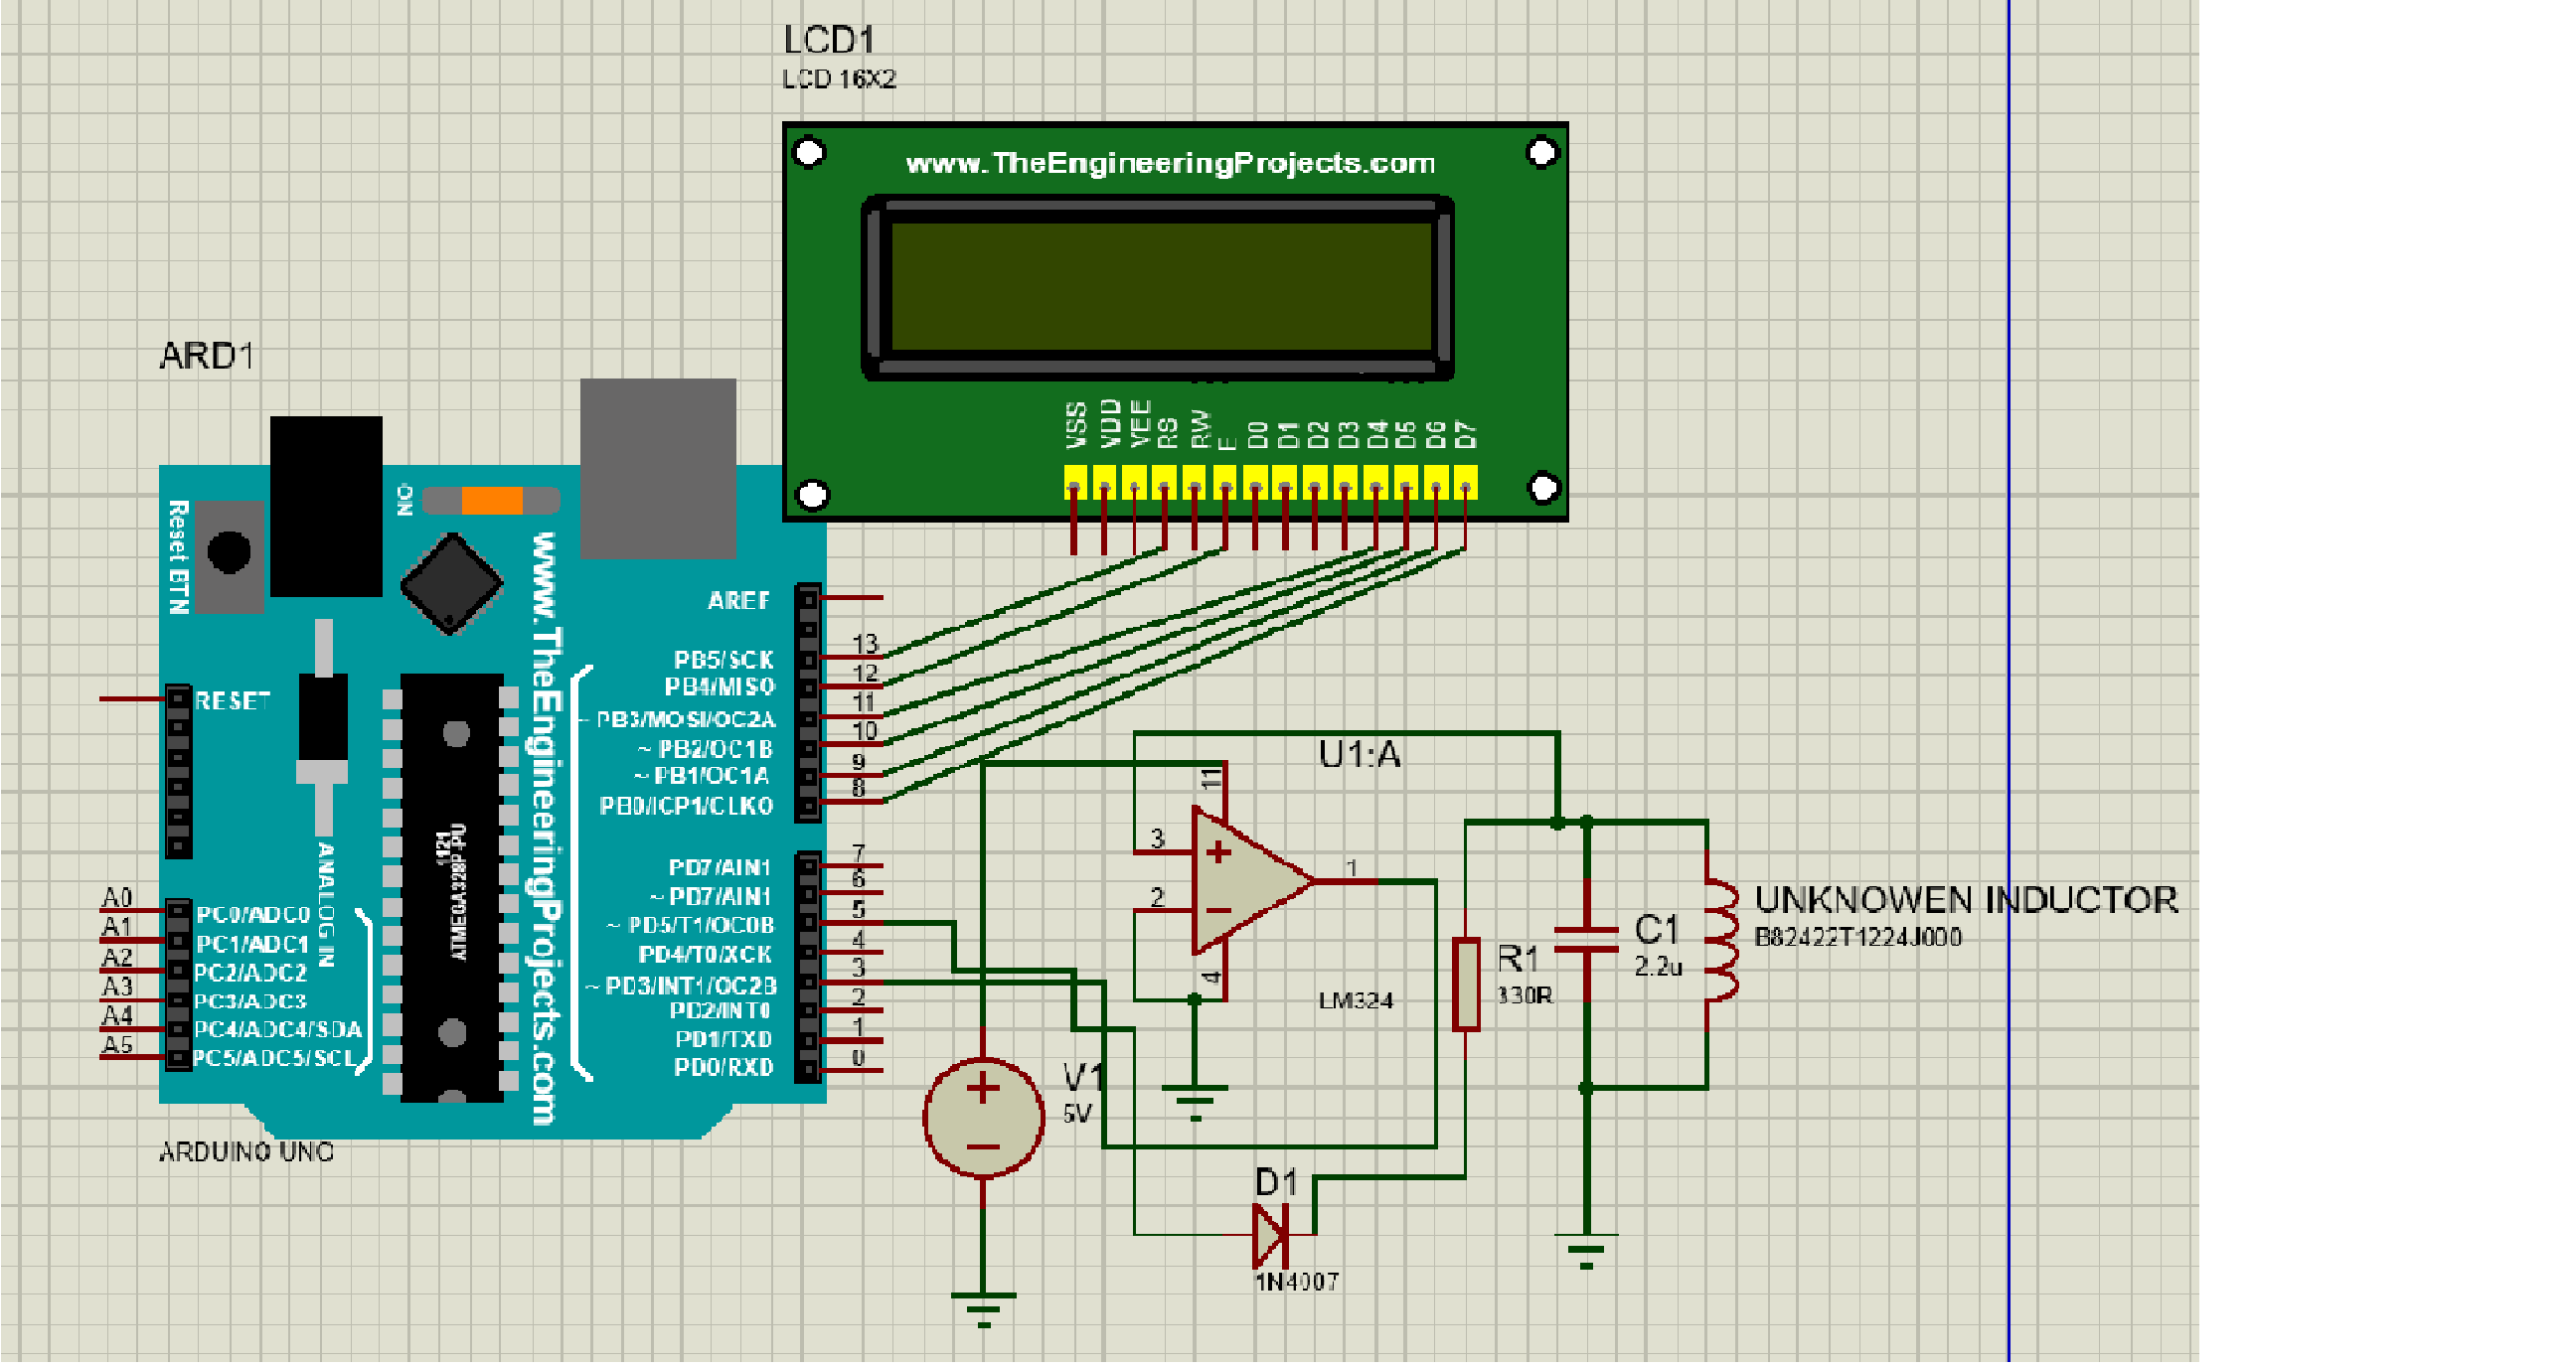 LCD1
LCD 16X2
www.TheEngineeringProjects.com
VSS
VDD
VEE
RS
RW
E
D0
D1
D2
D3
D4
D5
D6
D7
ARD1
Reset BTN
ON
www.TheEngineeringProjects.com
RESET
ANALOG IN
ATMEGA328P-PU
1121
AREF
PB5/SCK
13
PB4/MISO
12
~ PB3/MOSI/OC2A
11
~ PB2/OC1B
10
~ PB1/OC1A
9
PB0/ICP1/CLKO
8
PD7/AIN1
7
~ PD7/AIN1
6
~ PD5/T1/OC0B
5
PD4/T0/XCK
4
~ PD3/INT1/OC2B
3
PD2/INT0
2
PD1/TXD
1
PD0/RXD
0
A0
PC0/ADC0
A1
PC1/ADC1
A2
PC2/ADC2
A3
PC3/ADC3
A4
PC4/ADC4/SDA
A5
PC5/ADC5/SCL
ARDUINO UNO
U1:A
11
3
+
2
−
1
4
LM324
V1
5V
+
−
R1
330R
C1
2.2u
UNKNOWEN INDUCTOR
B82422T1224J000
D1
1N4007